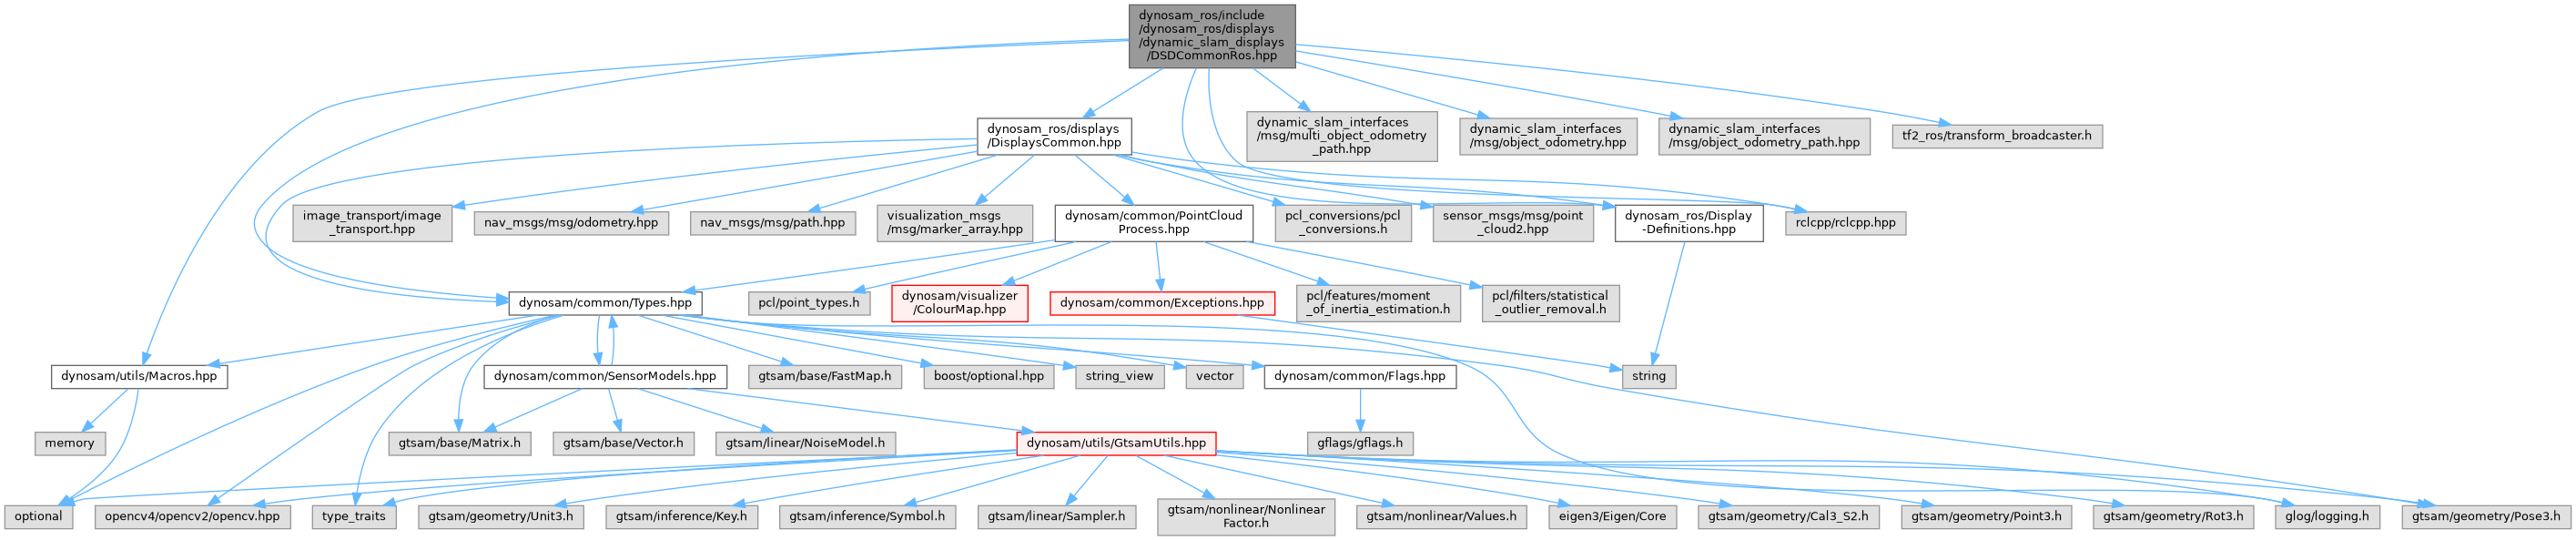 dynosam_ros/include
/dynosam_ros/displays
/dynamic_slam_displays
/DSDCommonRos.hpp
dynosam_ros/displays
/DisplaysCommon.hpp
dynamic_slam_interfaces
/msg/multi_object_odometry
_path.hpp
dynamic_slam_interfaces
/msg/object_odometry.hpp
dynamic_slam_interfaces
/msg/object_odometry_path.hpp
tf2_ros/transform_broadcaster.h
image_transport/image
_transport.hpp
nav_msgs/msg/odometry.hpp
nav_msgs/msg/path.hpp
visualization_msgs
/msg/marker_array.hpp
dynosam/common/PointCloud
Process.hpp
pcl_conversions/pcl
_conversions.h
sensor_msgs/msg/point
_cloud2.hpp
dynosam_ros/Display
-Definitions.hpp
rclcpp/rclcpp.hpp
dynosam/common/Types.hpp
pcl/point_types.h
dynosam/visualizer
/ColourMap.hpp
dynosam/common/Exceptions.hpp
pcl/features/moment
_of_inertia_estimation.h
pcl/filters/statistical
_outlier_removal.h
dynosam/utils/Macros.hpp
dynosam/common/SensorModels.hpp
gtsam/base/FastMap.h
boost/optional.hpp
string_view
vector
dynosam/common/Flags.hpp
string
memory
gtsam/base/Matrix.h
gtsam/base/Vector.h
gtsam/linear/NoiseModel.h
dynosam/utils/GtsamUtils.hpp
gflags/gflags.h
optional
opencv4/opencv2/opencv.hpp
type_traits
gtsam/geometry/Unit3.h
gtsam/inference/Key.h
gtsam/inference/Symbol.h
gtsam/linear/Sampler.h
gtsam/nonlinear/Nonlinear
Factor.h
gtsam/nonlinear/Values.h
eigen3/Eigen/Core
gtsam/geometry/Cal3_S2.h
gtsam/geometry/Point3.h
gtsam/geometry/Rot3.h
glog/logging.h
gtsam/geometry/Pose3.h